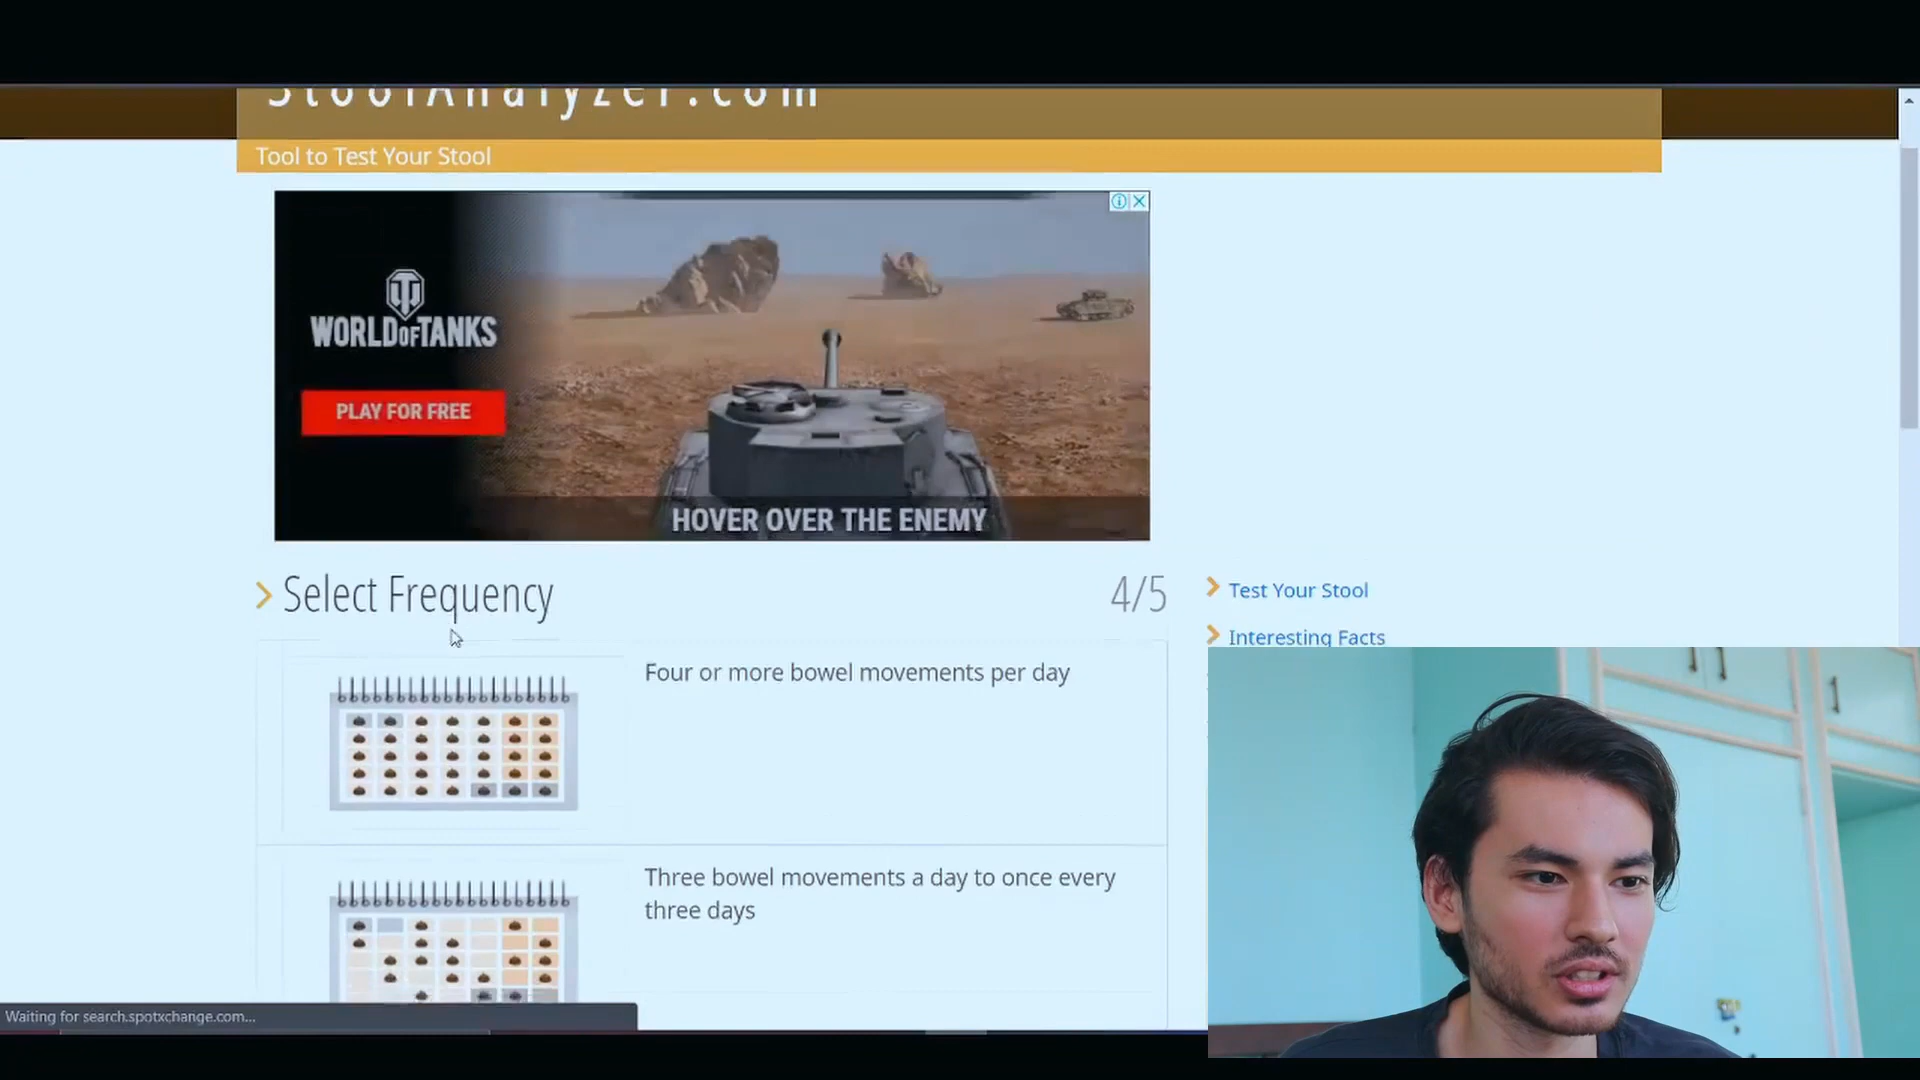 StoolAnalyzer.com
Tool to Test Your Stool
WORLD OF TANKS
PLAY FOR FREE
HOVER OVER THE ENEMY
Select Frequency
4/5
Test Your Stool
Interesting Facts
Four or more bowel movements per day
Three bowel movements a day to once every
three days
Waiting for search.spotxchange.com...